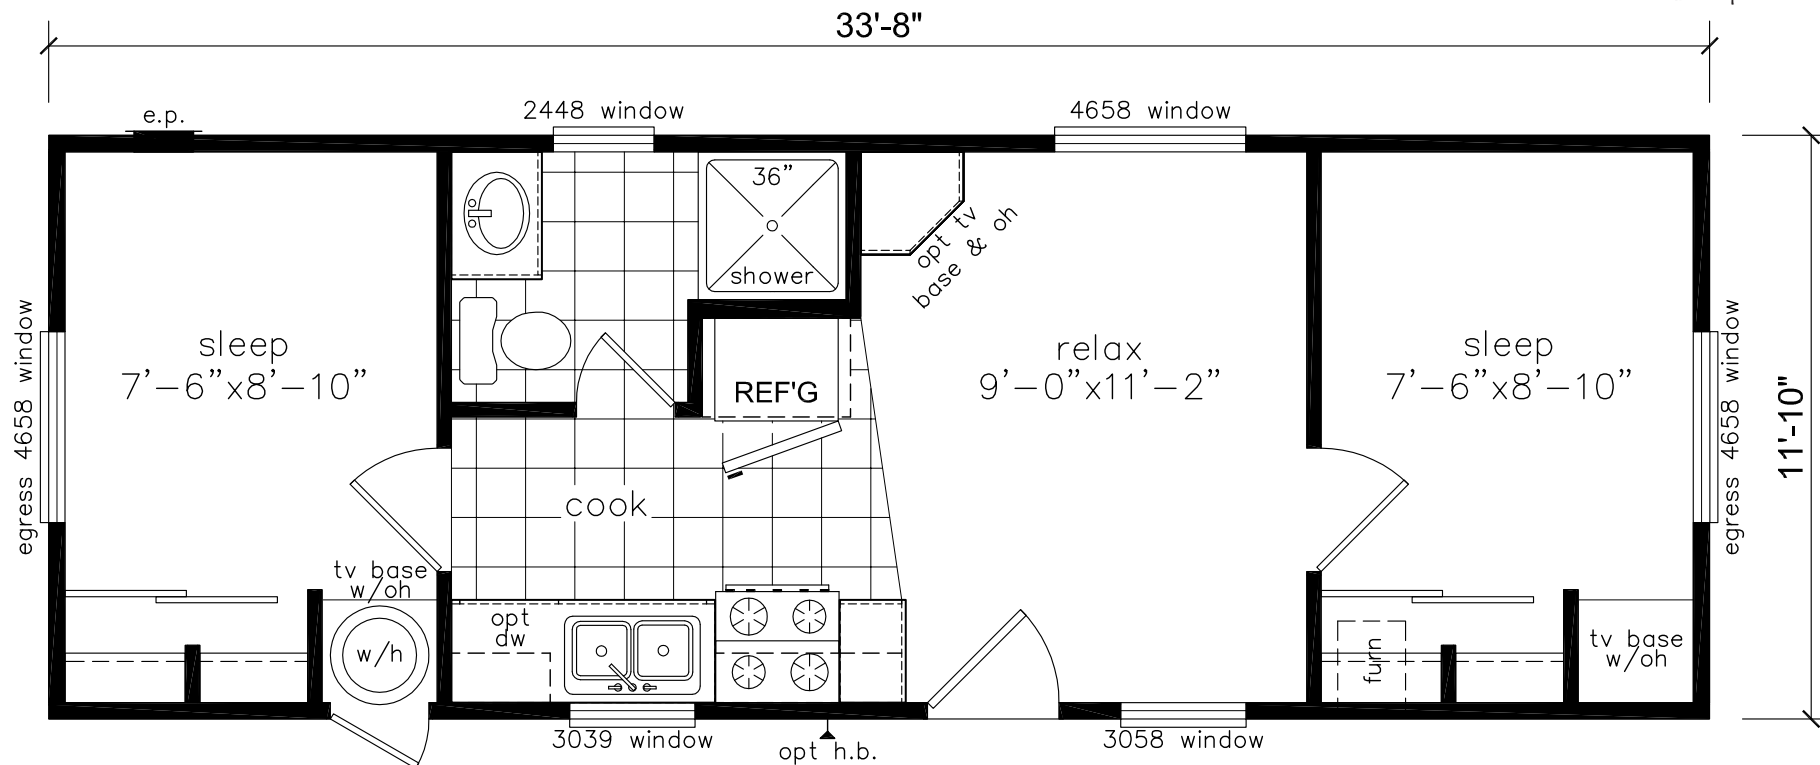 33'-8"
e.p.
2448 window
4658 window
36"
shower
opt tv
base & oh
sleep
7'-6"x8'-10"
REF'G
relax
9'-0"x11'-2"
sleep
7'-6"x8'-10"
egress 4658 window
egress 4658 window
11'-10"
cook
tv base
w/oh
w/h
opt
dw
furn
tv base
w/oh
3039 window
opt h.b.
3058 window